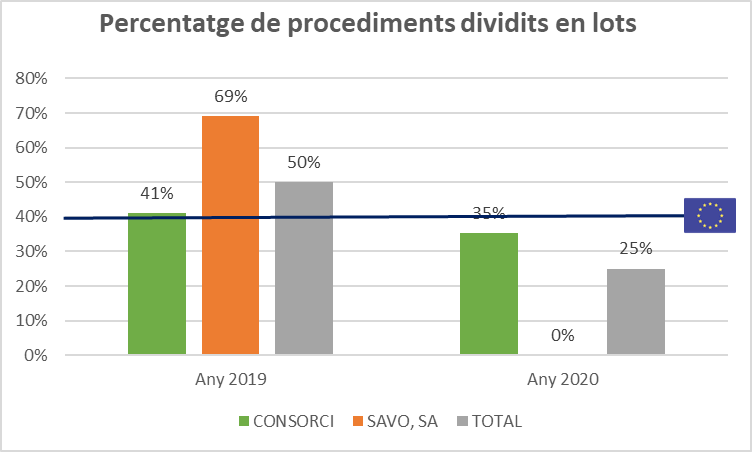 Percentatge de procediments dividits en lots
80%
70%
60%
50%
40%
30%
20%
10%
0%
41%
69%
50%
35%
0%
25%
Any 2019
Any 2020
CONSORCI
SAVO, SA
TOTAL